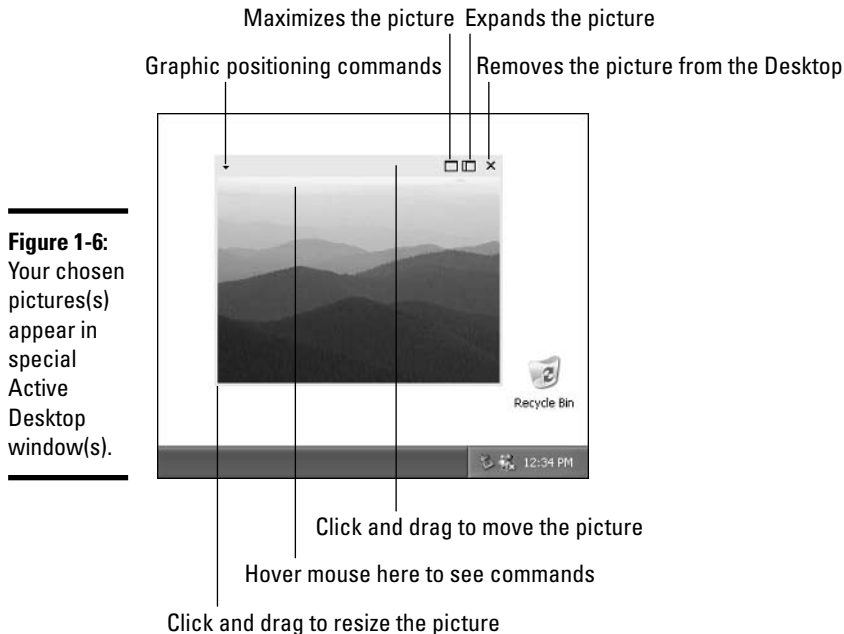 Maximizes the picture Expands the picture
Graphic positioning commands Removes the picture from the Desktop
Figure 1-6:
Your chosen
pictures(s)
appear in
special
Active
Desktop
window(s).
Recycle Bin
12:34 PM
Click and drag to move the picture
Hover mouse here to see commands
Click and drag to resize the picture